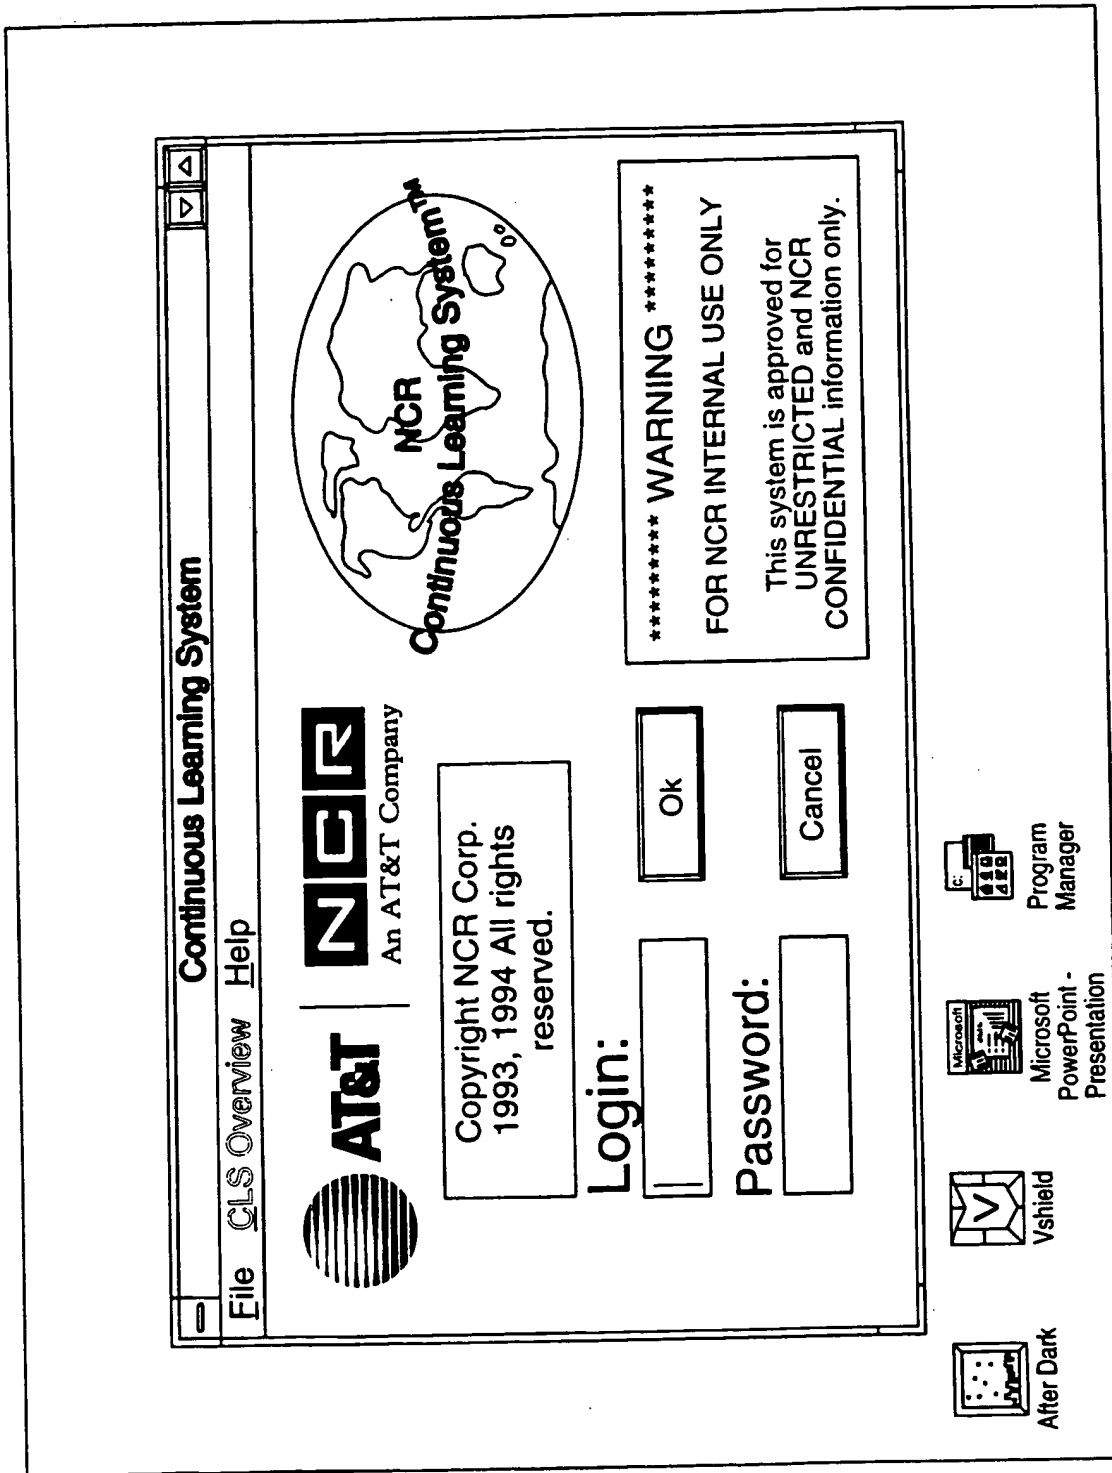 Continuous Learning System
File CLS Overview Help
AT&T
NCR
An AT&T Company
NCR
Continuous Learning System™
Copyright NCR Corp.
1993, 1994 All rights
reserved.
Login:
Password:
Ok
Cancel
********* WARNING *********
FOR NCR INTERNAL USE ONLY
This system is approved for
UNRESTRICTED and NCR
CONFIDENTIAL information only.
After Dark
V
Vshield
Microsoft
Microsoft
PowerPoint -
Presentation
c:
Program
Manager